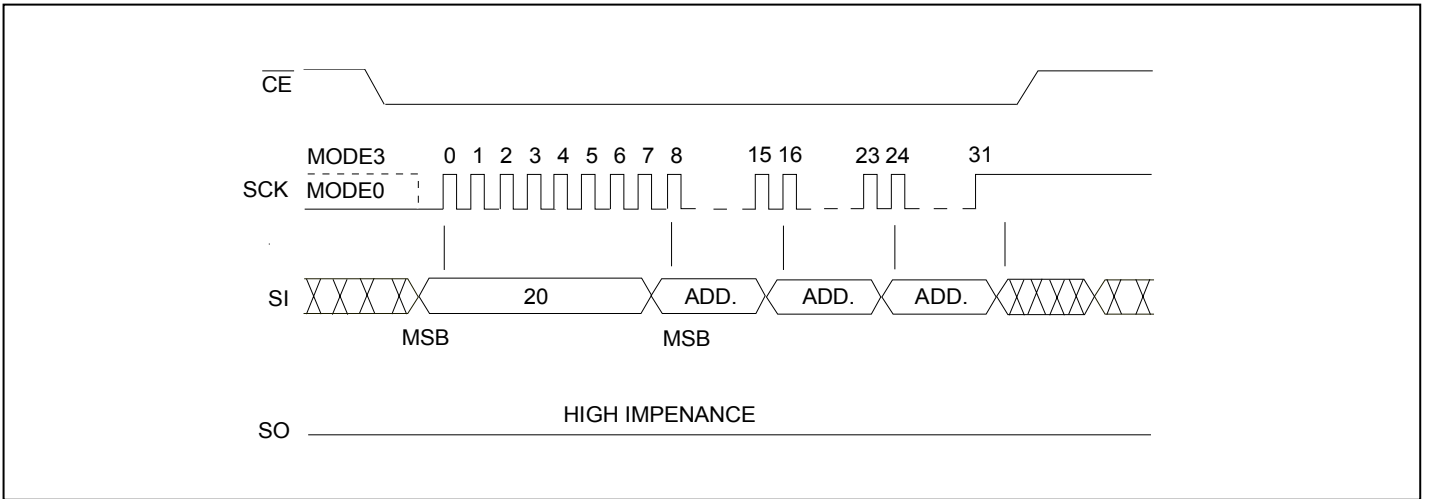 CE
MODE3 0 1 2 3 4 5 6 7 8 15 16 23 24 31
SCK MODE0
SI 20 ADD. ADD. ADD.
MSB MSB
HIGH IMPENANCE
SO